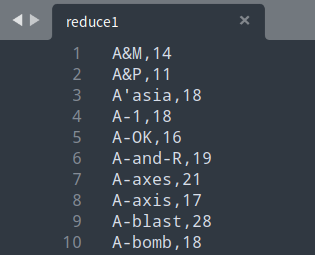 reduce1
1 A&M,14
2 A&P,11
3 A'asia,18
4 A-1,18
5 A-OK,16
6 A-and-R,19
7 A-axes,21
8 A-axis,17
9 A-blast,28
10 A-bomb,18